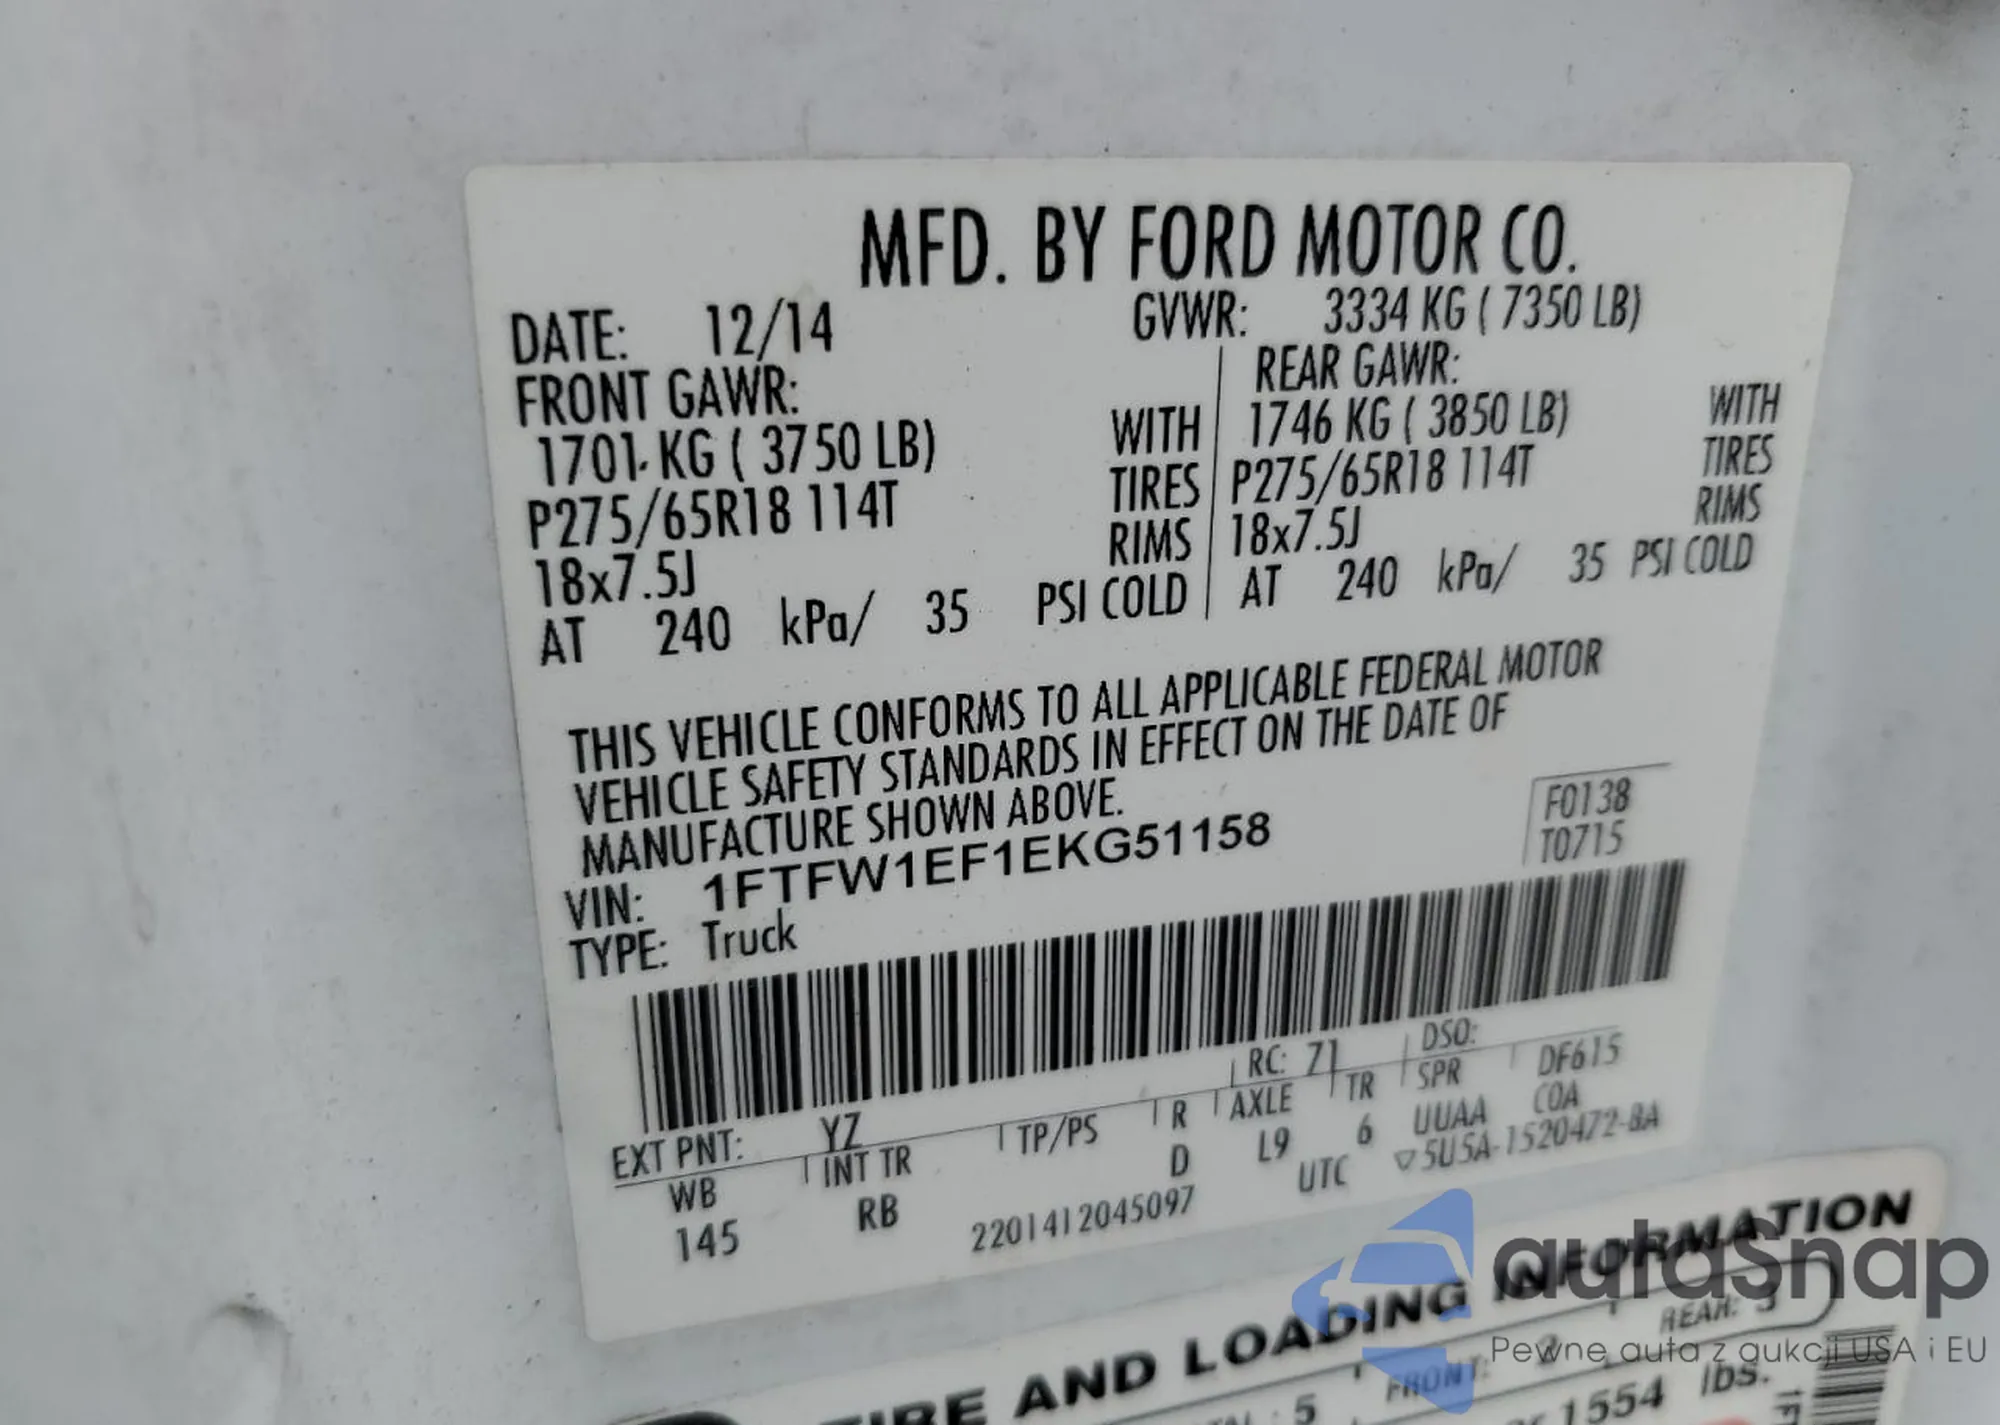 MFD. BY FORD MOTOR CO.
DATE: 12/14
GVWR: 3334 KG ( 7350 LB)
FRONT GAWR:
1701 KG ( 3750 LB) WITH
P275/65R18 114T TIRES
18x7.5J RIMS
AT 240 kPa/ 35 PSI COLD
REAR GAWR:
1746 KG ( 3850 LB) WITH
P275/65R18 114T TIRES
18x7.5J RIMS
AT 240 kPa/ 35 PSI COLD
THIS VEHICLE CONFORMS TO ALL APPLICABLE FEDERAL MOTOR
VEHICLE SAFETY STANDARDS IN EFFECT ON THE DATE OF
MANUFACTURE SHOWN ABOVE.
VIN: 1FTFW1EF1EKG51158
TYPE: Truck
F0138
T0715
EXT PNT: YZ RC: 71 DSO:
WB INT TR TP/PS R AXLE TR SPR DF615
145 RB D L9 6 UUAA COA
2201412045097 UTC ▽5U5A-1520472-BA
TIRE AND LOADING INFORMATION
5 FRONT: 2 REAR: 3
1554 lbs.
autaSnap
Pewne auta z aukcji USA i EU